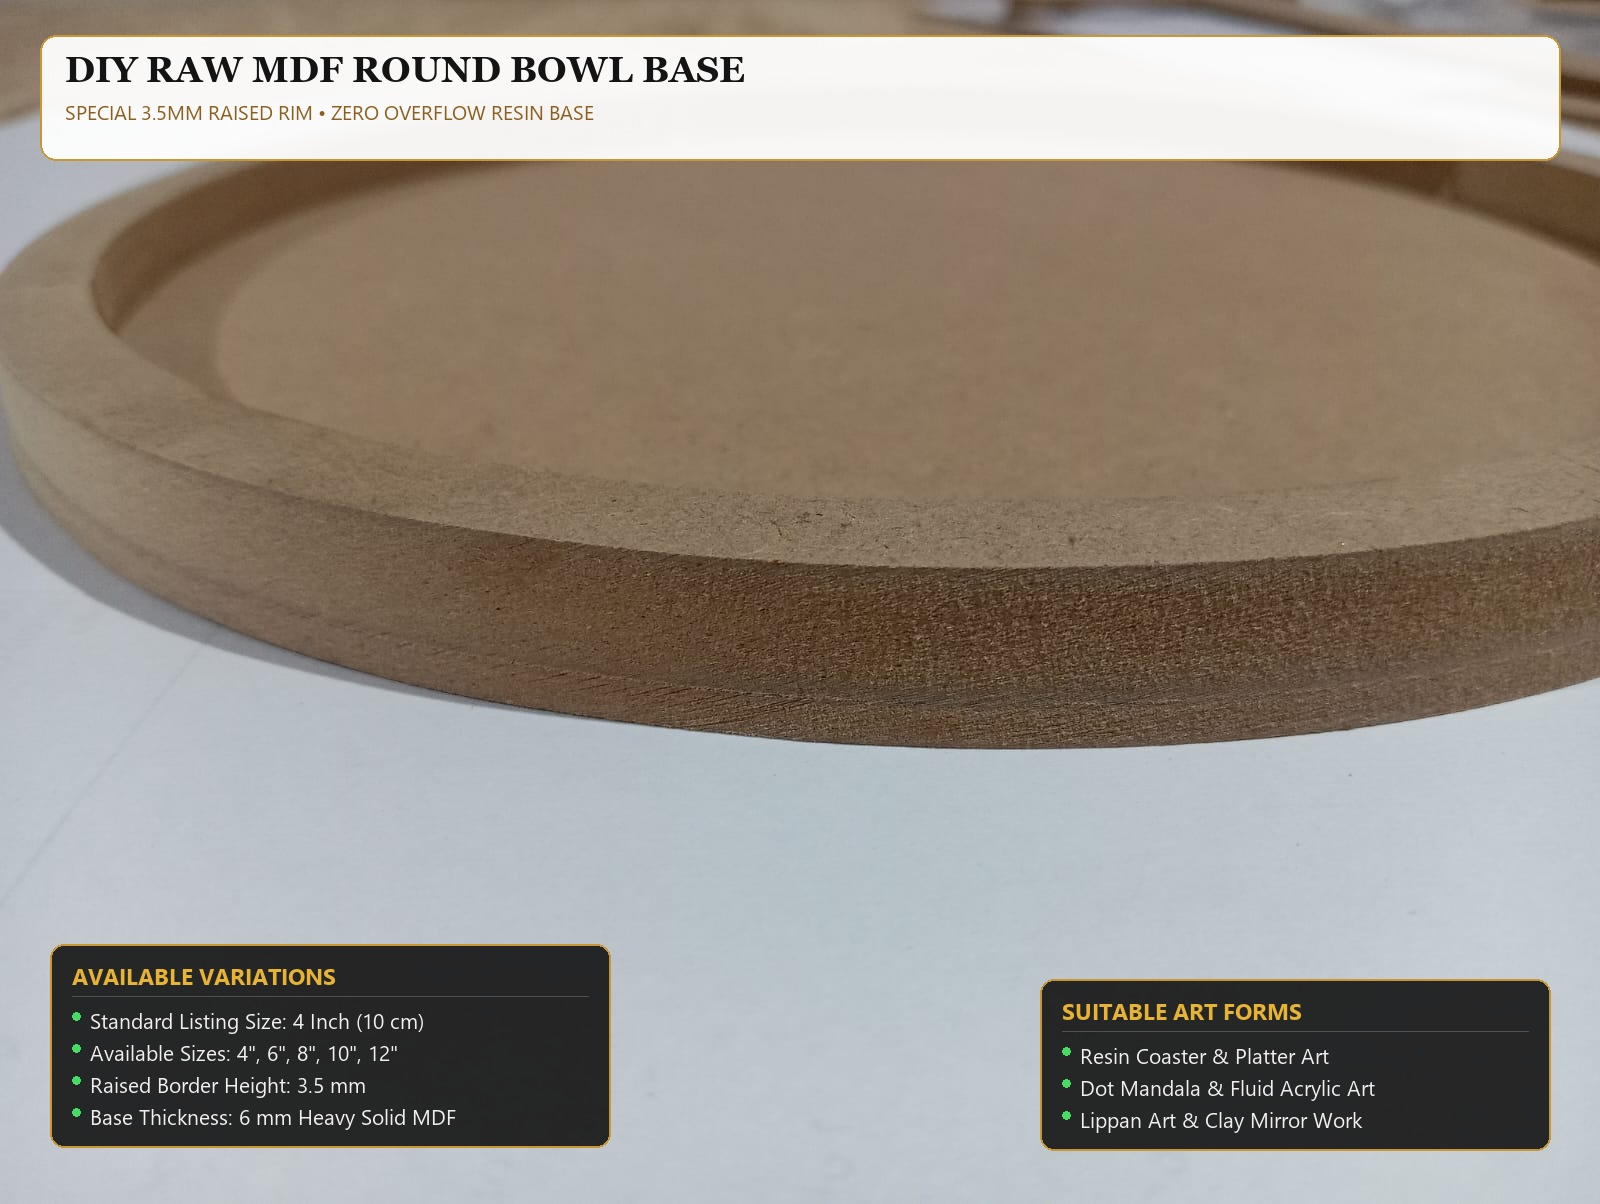 DIY RAW MDF ROUND BOWL BASE
SPECIAL 3.5MM RAISED RIM • ZERO OVERFLOW RESIN BASE
AVAILABLE VARIATIONS
• Standard Listing Size: 4 Inch (10 cm)
• Available Sizes: 4", 6", 8", 10", 12"
• Raised Border Height: 3.5 mm
• Base Thickness: 6 mm Heavy Solid MDF
SUITABLE ART FORMS
• Resin Coaster & Platter Art
• Dot Mandala & Fluid Acrylic Art
• Lippan Art & Clay Mirror Work